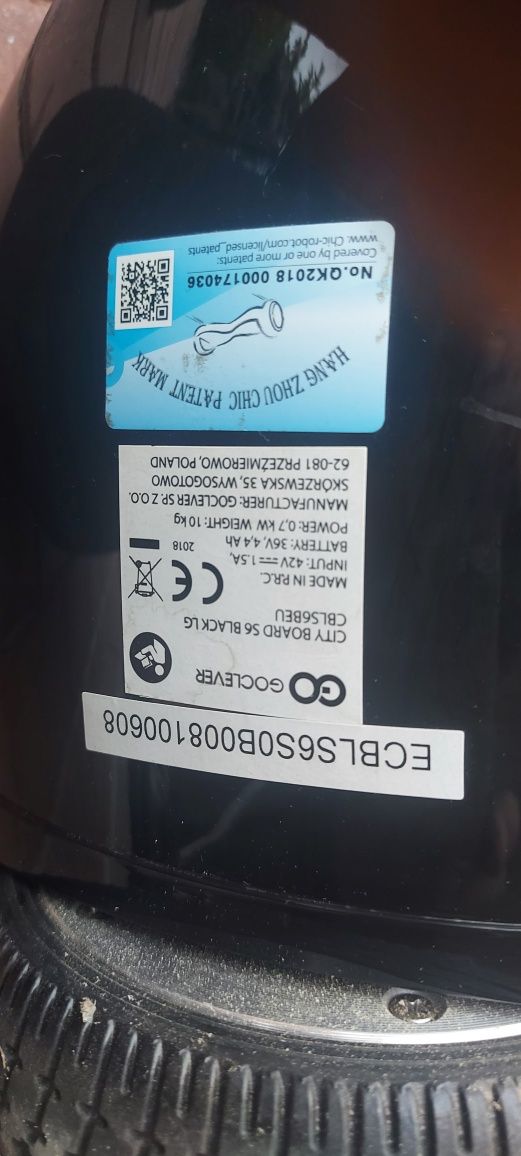 ECBLS6S0B008100608
GO GOCLEVER
CITY BOARD S6 BLACK LG
CBLS6BEU
MADE IN P.R.C.
INPUT: 42V⎓1.5A,
BATTERY: 36V, 4,4 Ah
2018
POWER: 0,7 kW WEIGHT: 10 kg
MANUFACTURER: GOCLEVER SP. Z O.O.
SKÓRZEWSKA 35, WYSOGOTOWO
62-081 PRZEŹMIEROWO, POLAND
HANG ZHOU CHIC PATENT MARK
No.QK2018 000174036
Covered by one or more patents:
www. Chic-robot.com/licensed_patents